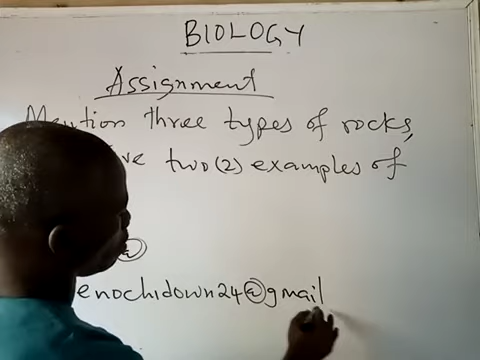 BIOLOGY
Assignment
Mention three types of rocks,
two(2) examples of
@
enochidown24@gmail